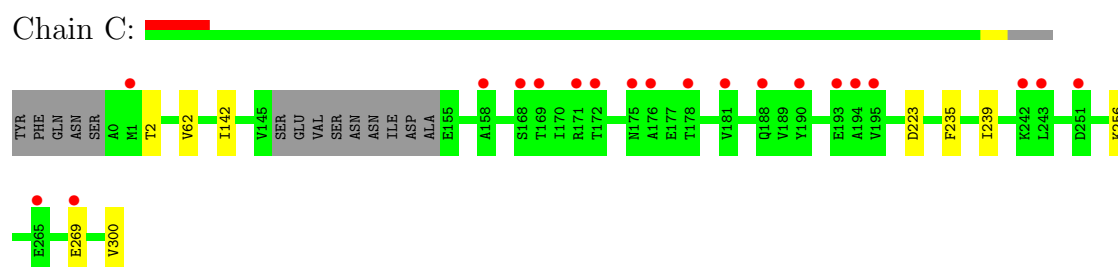 Chain C:
TYR PHE GLN ASN SER A0 M1 T2 V62 I142 V145 SER GLU VAL SER ASN ASN ILE ASP ALA E155 A158 S168 T169 I170 R171 T172 N175 A176 E177 T178 V181 Q188 V189 Y190 E193 A194 V195 D223 F235 I239 K242 L243 D251 K256
E265 E269 V300